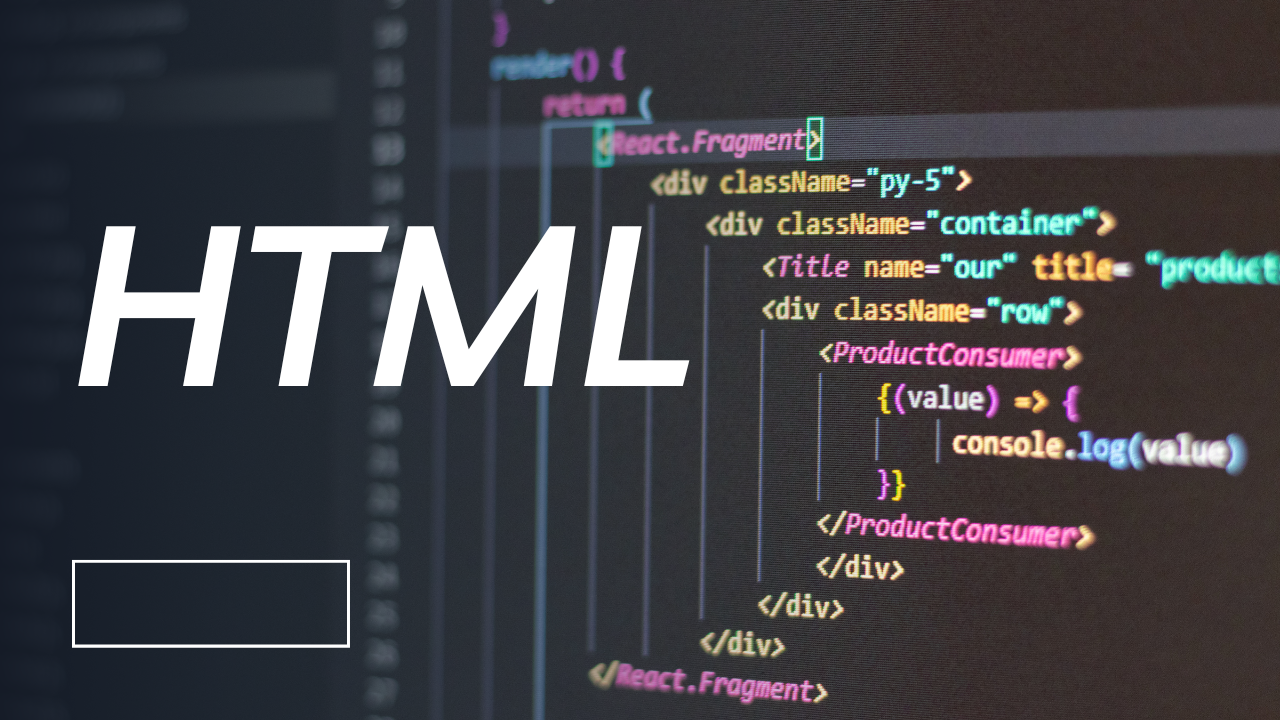 HTML
}
render() {
return (
<React.Fragment>
<div className="py-5">
<div className="container">
<Title name="our" title= "product
<div className="row">
<ProductConsumer>
{(value) => {
console.log(value)
}}
</ProductConsumer>
</div>
</div>
</div>
</React.Fragment>